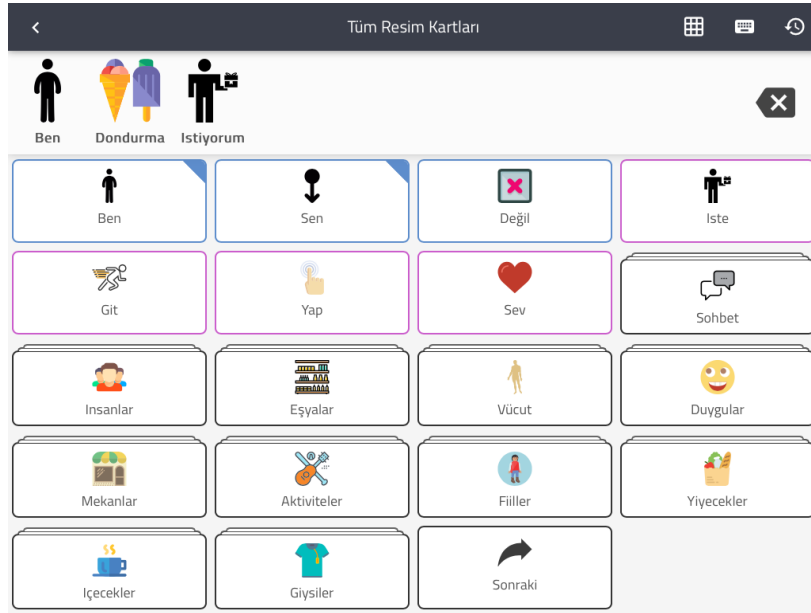 Tüm Resim Kartları
Ben Dondurma Istiyorum
Ben Sen Değil Iste
Git Yap Sev Sohbet
Insanlar Eşyalar Vücut Duygular
Mekanlar Aktiviteler Fiiller Yiyecekler
Içecekler Giysiler Sonraki